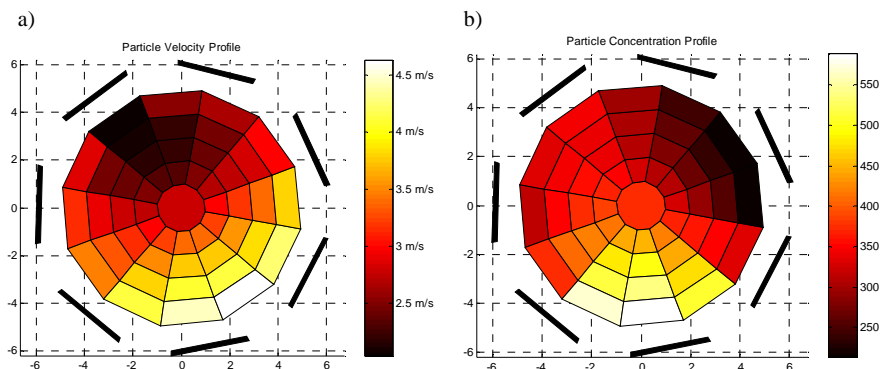 a)
Particle Velocity Profile
6
4
2
0
-2
-4
-6
-6 -4 -2 0 2 4 6
4.5 m/s
4 m/s
3.5 m/s
3 m/s
2.5 m/s
b)
Particle Concentration Profile
6
4
2
0
-2
-4
-6
-6 -4 -2 0 2 4 6
550
500
450
400
350
300
250